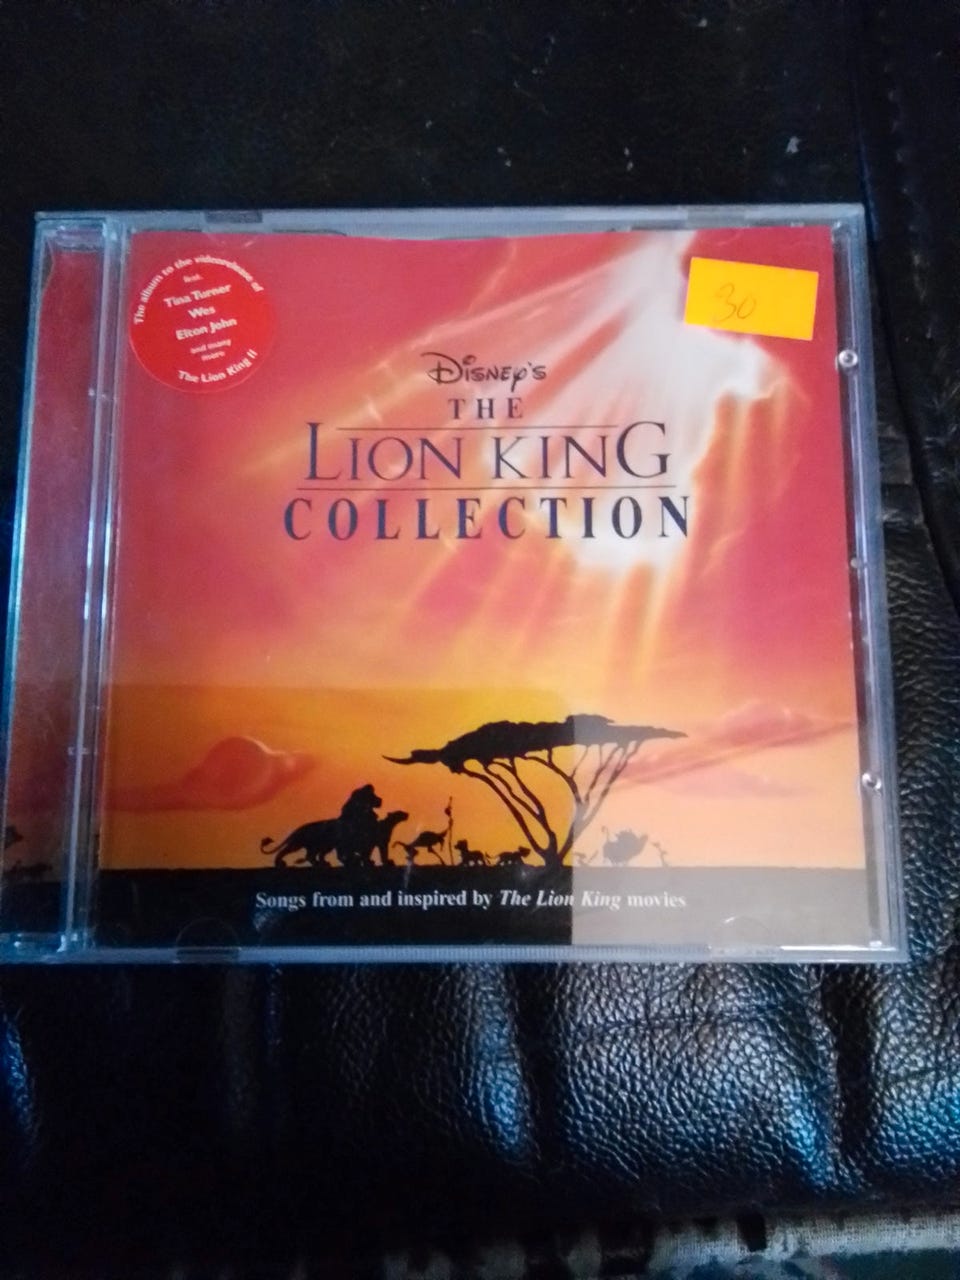 The album to the videorelease of
feat.
Tina Turner
Wes
Elton John
and many
more
The Lion King II
30
Disney's
THE
LION KING
COLLECTION
Songs from and inspired by The Lion King movies